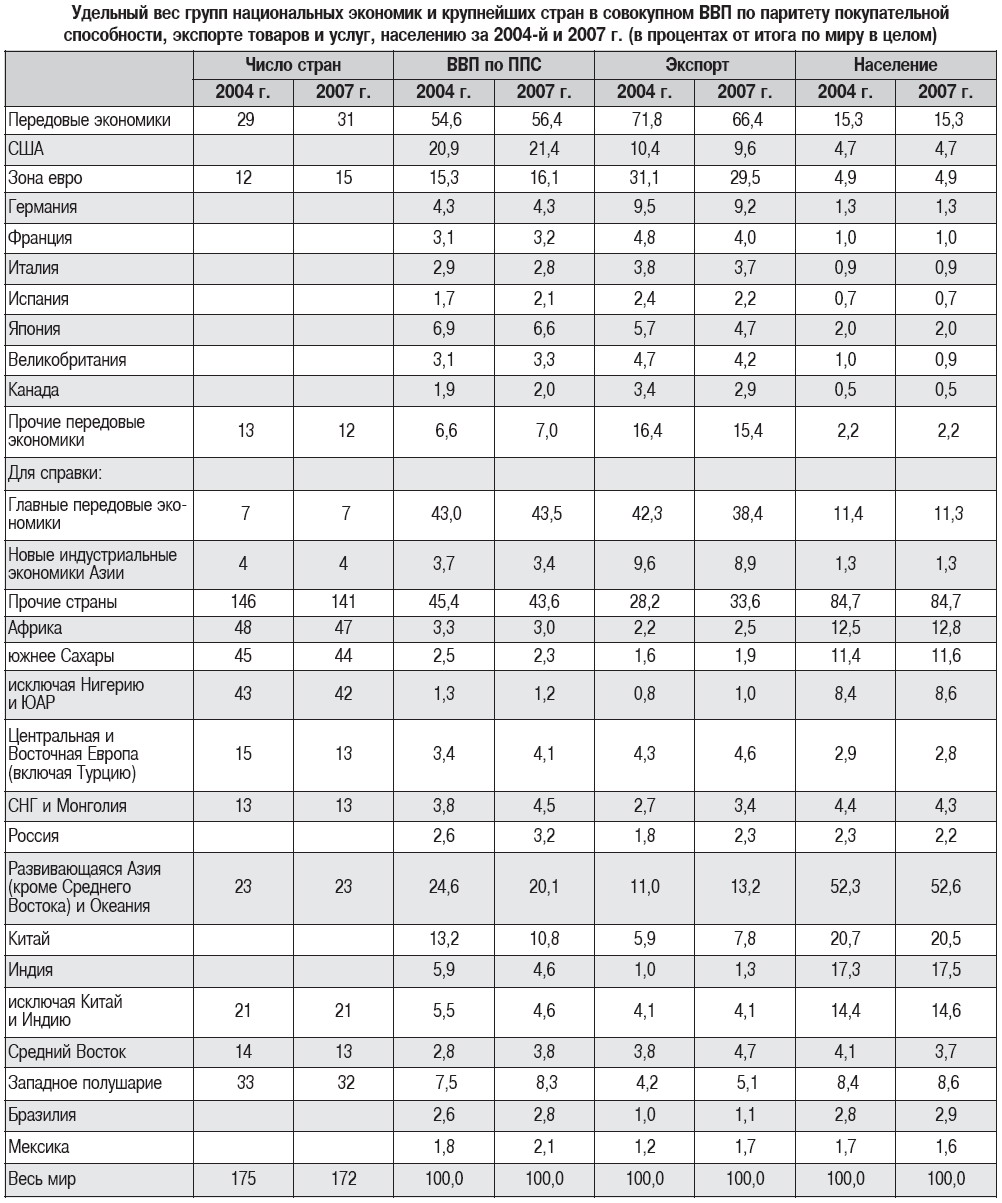 Удельный вес групп национальных экономик и крупнейших стран в совокупном ВВП по паритету покупательной
способности, экспорте товаров и услуг, населению за 2004-й и 2007 г. (в процентах от итога по миру в целом)
Число стран ВВП по ППС Экспорт Население
2004 г. 2007 г. 2004 г. 2007 г. 2004 г. 2007 г. 2004 г. 2007 г.
Передовые экономики 29 31 54,6 56,4 71,8 66,4 15,3 15,3
США 20,9 21,4 10,4 9,6 4,7 4,7
Зона евро 12 15 15,3 16,1 31,1 29,5 4,9 4,9
Германия 4,3 4,3 9,5 9,2 1,3 1,3
Франция 3,1 3,2 4,8 4,0 1,0 1,0
Италия 2,9 2,8 3,8 3,7 0,9 0,9
Испания 1,7 2,1 2,4 2,2 0,7 0,7
Япония 6,9 6,6 5,7 4,7 2,0 2,0
Великобритания 3,1 3,3 4,7 4,2 1,0 0,9
Канада 1,9 2,0 3,4 2,9 0,5 0,5
Прочие передовые
экономики 13 12 6,6 7,0 16,4 15,4 2,2 2,2
Для справки:
Главные передовые эко-
номики 7 7 43,0 43,5 42,3 38,4 11,4 11,3
Новые индустриальные
экономики Азии 4 4 3,7 3,4 9,6 8,9 1,3 1,3
Прочие страны 146 141 45,4 43,6 28,2 33,6 84,7 84,7
Африка 48 47 3,3 3,0 2,2 2,5 12,5 12,8
южнее Сахары 45 44 2,5 2,3 1,6 1,9 11,4 11,6
исключая Нигерию
и ЮАР 43 42 1,3 1,2 0,8 1,0 8,4 8,6
Центральная и
Восточная Европа
(включая Турцию) 15 13 3,4 4,1 4,3 4,6 2,9 2,8
СНГ и Монголия 13 13 3,8 4,5 2,7 3,4 4,4 4,3
Россия 2,6 3,2 1,8 2,3 2,3 2,2
Развивающаяся Азия
(кроме Среднего
Востока) и Океания 23 23 24,6 20,1 11,0 13,2 52,3 52,6
Китай 13,2 10,8 5,9 7,8 20,7 20,5
Индия 5,9 4,6 1,0 1,3 17,3 17,5
исключая Китай
и Индию 21 21 5,5 4,6 4,1 4,1 14,4 14,6
Средний Восток 14 13 2,8 3,8 3,8 4,7 4,1 3,7
Западное полушарие 33 32 7,5 8,3 4,2 5,1 8,4 8,6
Бразилия 2,6 2,8 1,0 1,1 2,8 2,9
Мексика 1,8 2,1 1,2 1,7 1,7 1,6
Весь мир 175 172 100,0 100,0 100,0 100,0 100,0 100,0